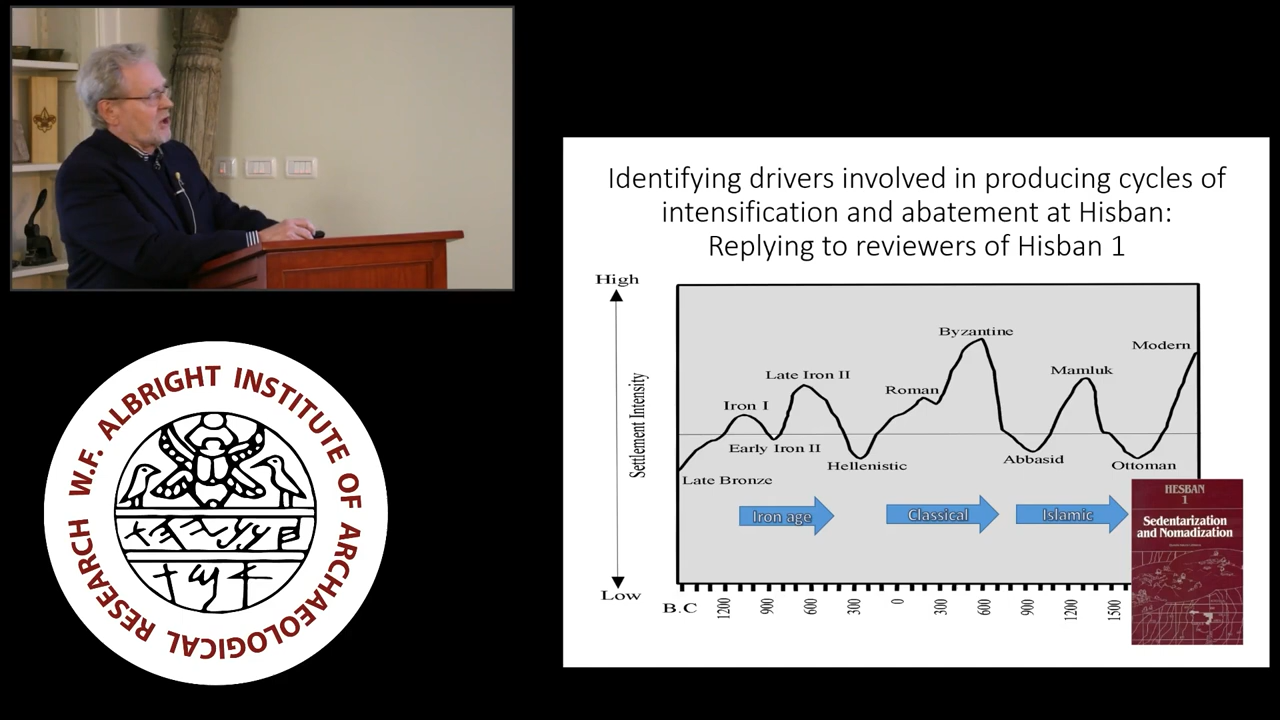 W.F. ALBRIGHT INSTITUTE OF ARCHAEOLOGICAL RESEARCH
Identifying drivers involved in producing cycles of
intensification and abatement at Hisban:
Replying to reviewers of Hisban 1
High
Settlement Intensity
Low
Byzantine
Modern
Late Iron II
Mamluk
Roman
Iron I
Early Iron II
Hellenistic
Abbasid
Ottoman
Late Bronze
Iron age
Classical
Islamic
B.C
1200
900
600
300
0
300
600
900
1200
1500
HESBAN
1
Sedentarization
and Nomadization